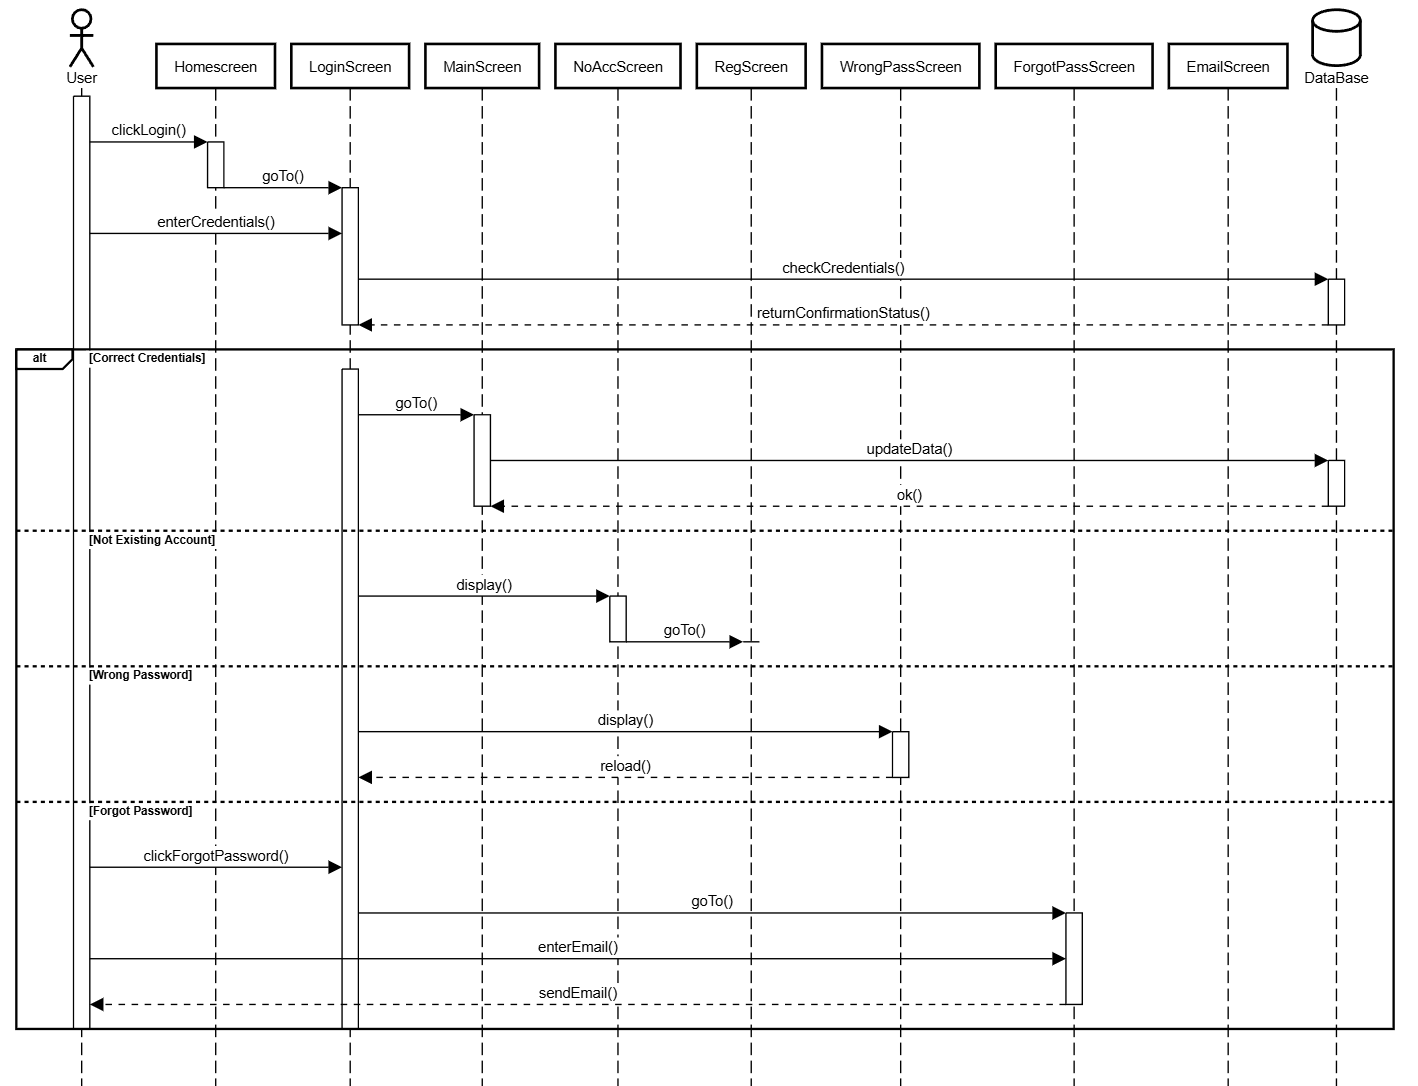 User
Homescreen
LoginScreen
MainScreen
NoAccScreen
RegScreen
WrongPassScreen
ForgotPassScreen
EmailScreen
DataBase
clickLogin()
goTo()
enterCredentials()
checkCredentials()
returnConfirmationStatus()
alt
[Correct Credentials]
goTo()
updateData()
ok()
[Not Existing Account]
display()
goTo()
[Wrong Password]
display()
reload()
[Forgot Password]
clickForgotPassword()
goTo()
enterEmail()
sendEmail()